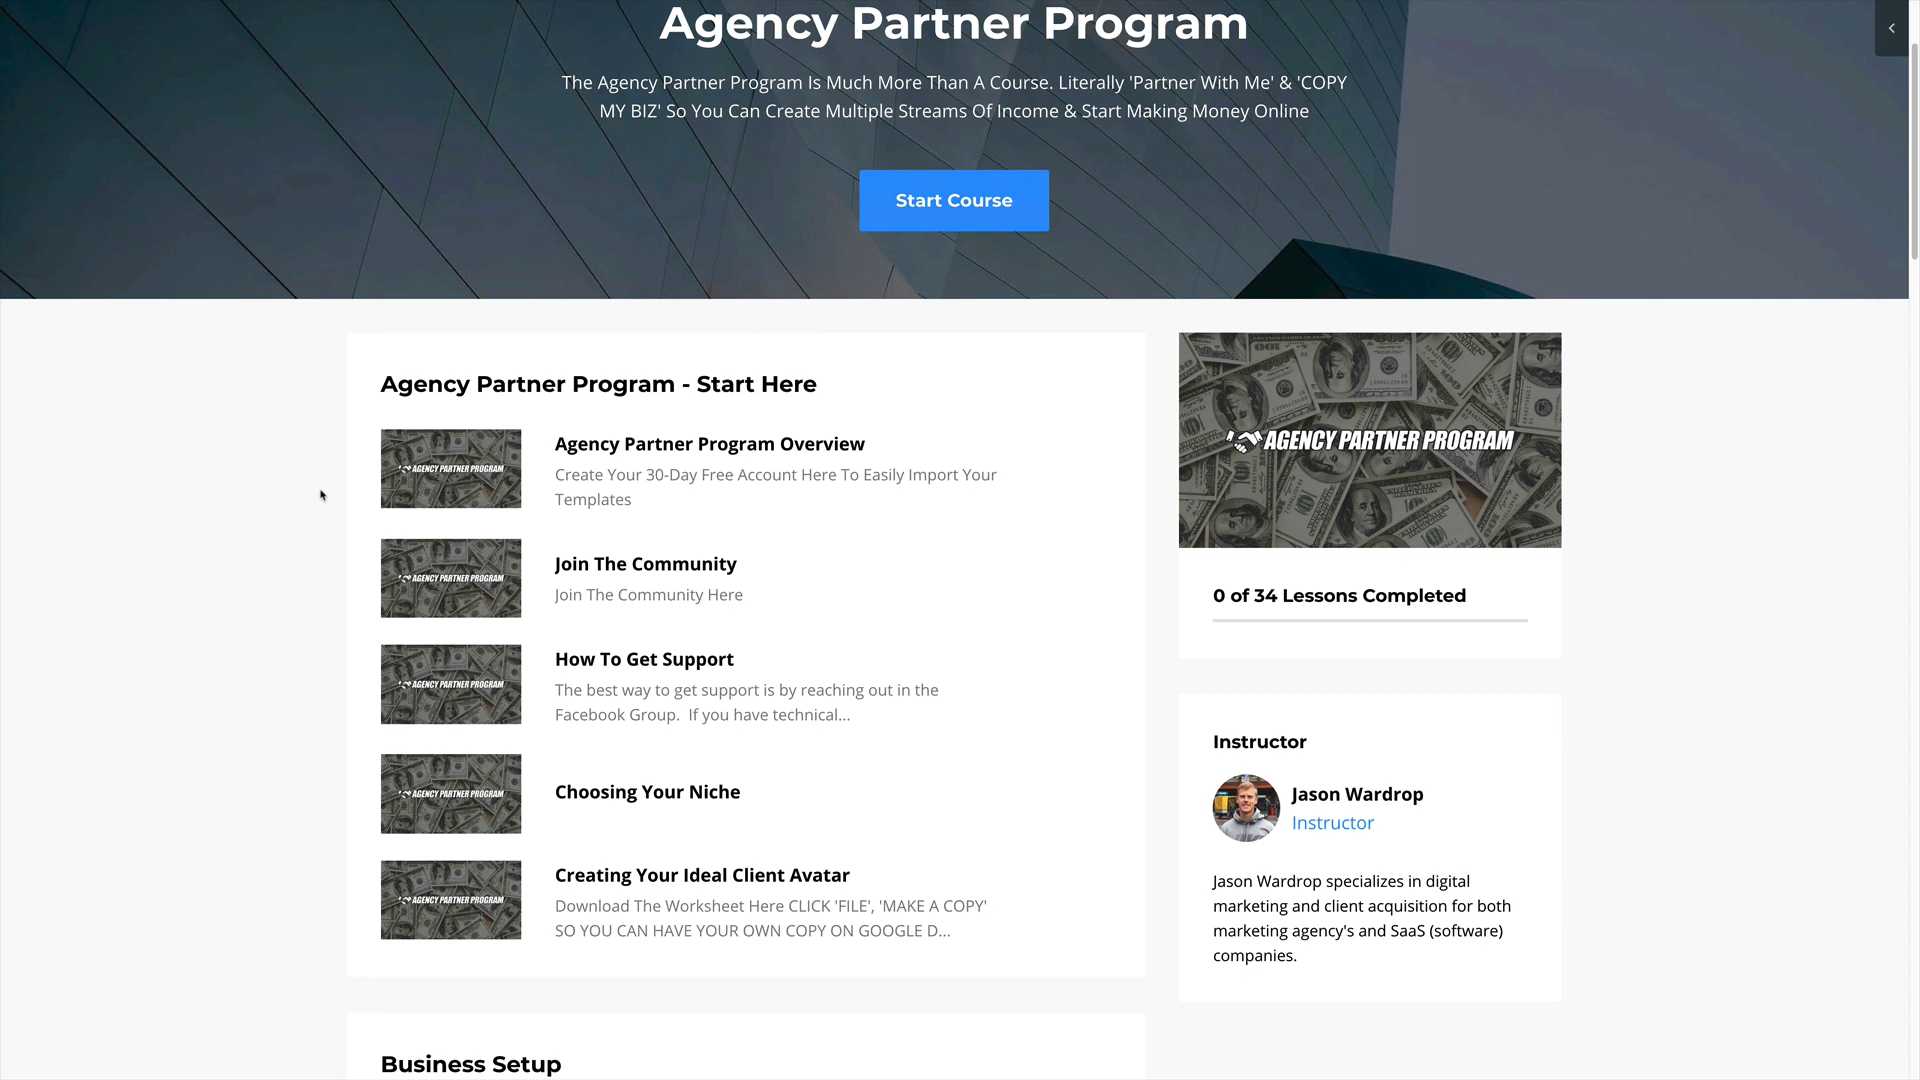 Agency Partner Program
The Agency Partner Program Is Much More Than A Course. Literally 'Partner With Me' & 'COPY
MY BIZ' So You Can Create Multiple Streams Of Income & Start Making Money Online
Start Course
Agency Partner Program - Start Here
AGENCY PARTNER PROGRAM
Agency Partner Program Overview
Create Your 30-Day Free Account Here To Easily Import Your
Templates
AGENCY PARTNER PROGRAM
Join The Community
Join The Community Here
AGENCY PARTNER PROGRAM
How To Get Support
The best way to get support is by reaching out in the
Facebook Group.  If you have technical...
AGENCY PARTNER PROGRAM
Choosing Your Niche
AGENCY PARTNER PROGRAM
Creating Your Ideal Client Avatar
Download The Worksheet Here CLICK 'FILE', 'MAKE A COPY'
SO YOU CAN HAVE YOUR OWN COPY ON GOOGLE D...
Business Setup
AGENCY PARTNER PROGRAM
0 of 34 Lessons Completed
Instructor
Jason Wardrop
Instructor
Jason Wardrop specializes in digital
marketing and client acquisition for both
marketing agency's and SaaS (software)
companies.